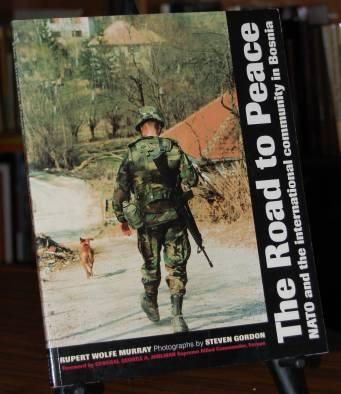 The Road to Peace
NATO and the international community in Bosnia
RUPERT WOLFE MURRAY Photographs by STEVEN GORDON
Foreword by GENERAL GEORGE A. JOULWAN Supreme Allied Commander, Europe